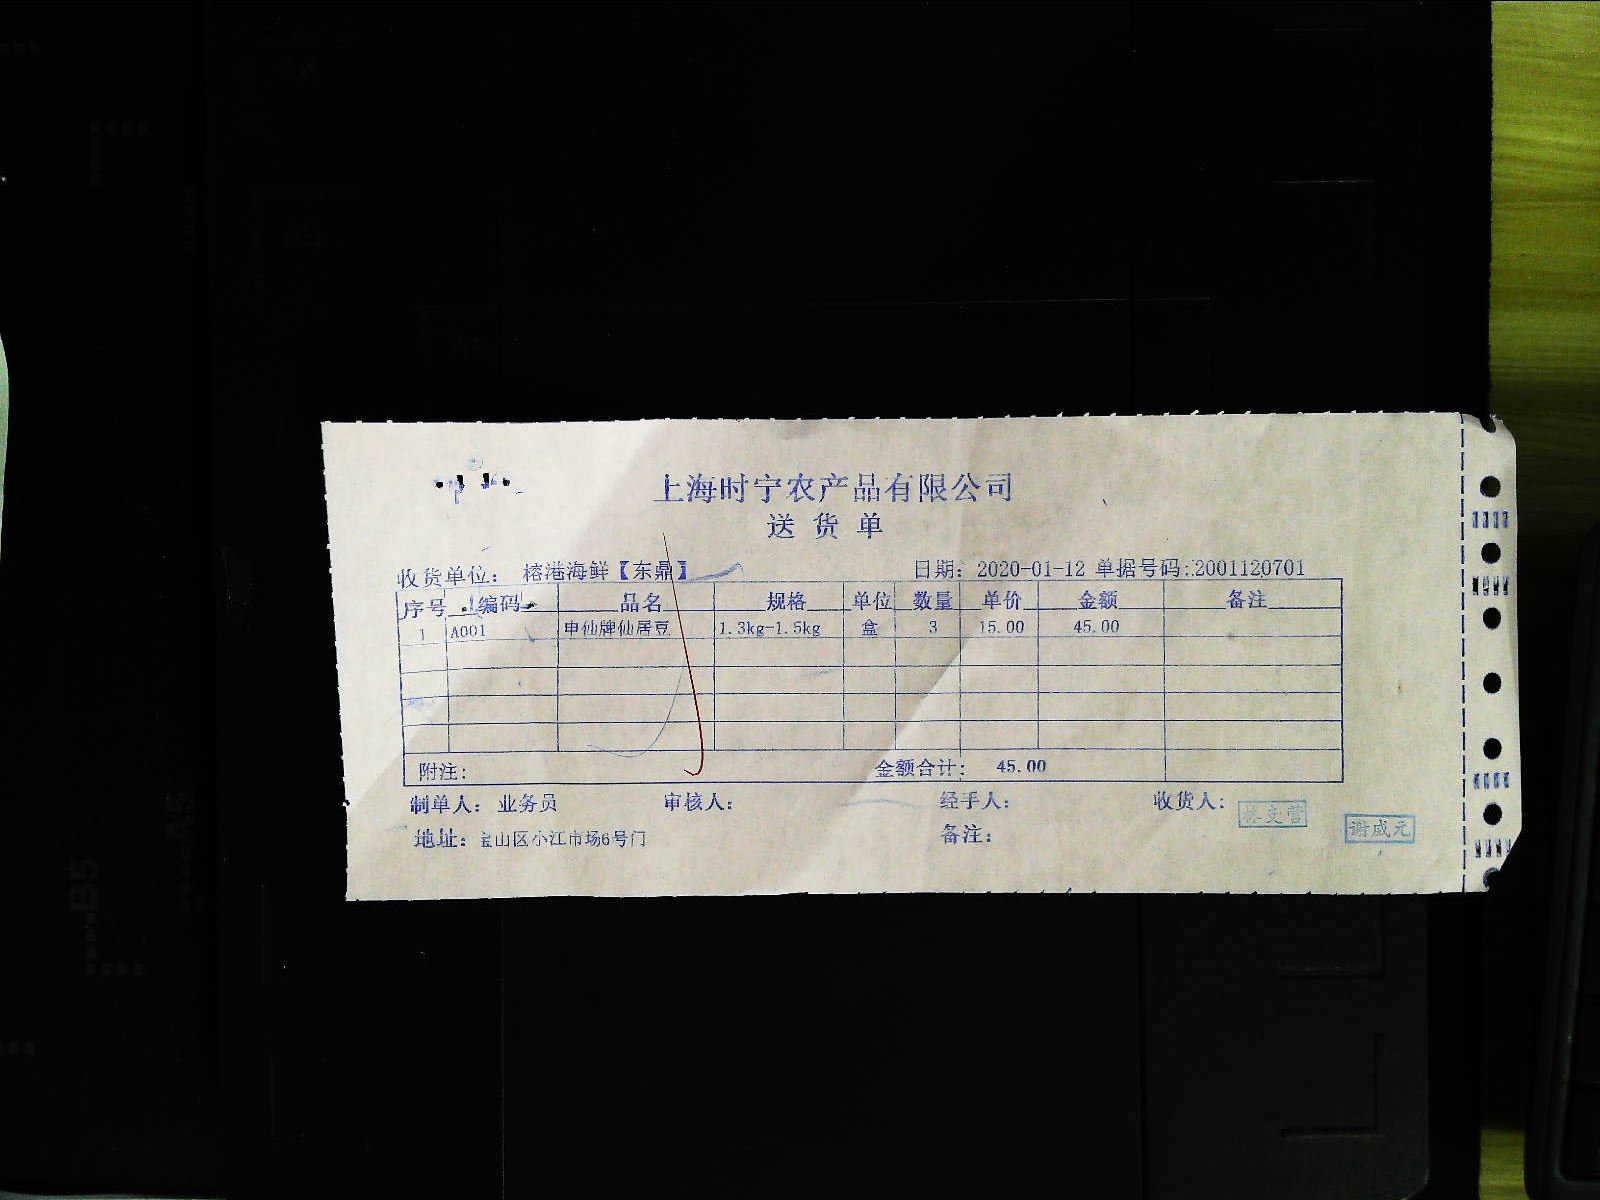 上海时宁农产品有限公司
送货单
收货单位: 榕港海鲜【东鼎】 日期: 2020-01-12 单据号码:2001120701
序号 编码 品名 规格 单位 数量 单价 金额 备注
1 A001 申仙牌仙居豆 1.3kg-1.5kg 盒 3 15.00 45.00
附注: 金额合计: 45.00
制单人: 业务员 审核人: 经手人: 收货人:
谢威元
地址: 宝山区小江市场6号门 备注:
A5
B5